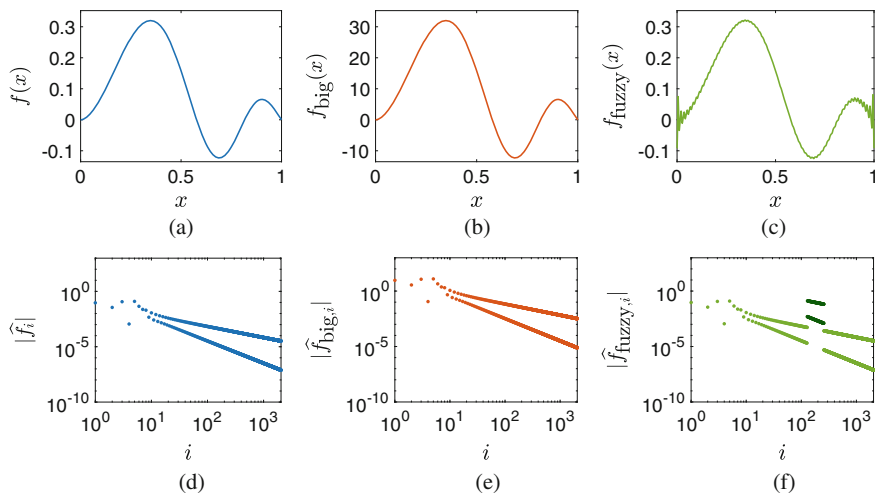 f(x)
0.3
0.2
0.1
0
-0.1
0
0.5
1
x
(a)
f_big(x)
30
20
10
0
-10
0
0.5
1
x
(b)
f_fuzzy(x)
0.3
0.2
0.1
0
-0.1
0
0.5
1
x
(c)
|f̂_i|
10^0
10^-5
10^-10
10^0
10^1
10^2
10^3
i
(d)
|f̂_big,i|
10^0
10^-5
10^-10
10^0
10^1
10^2
10^3
i
(e)
|f̂_fuzzy,i|
10^0
10^-5
10^-10
10^0
10^1
10^2
10^3
i
(f)